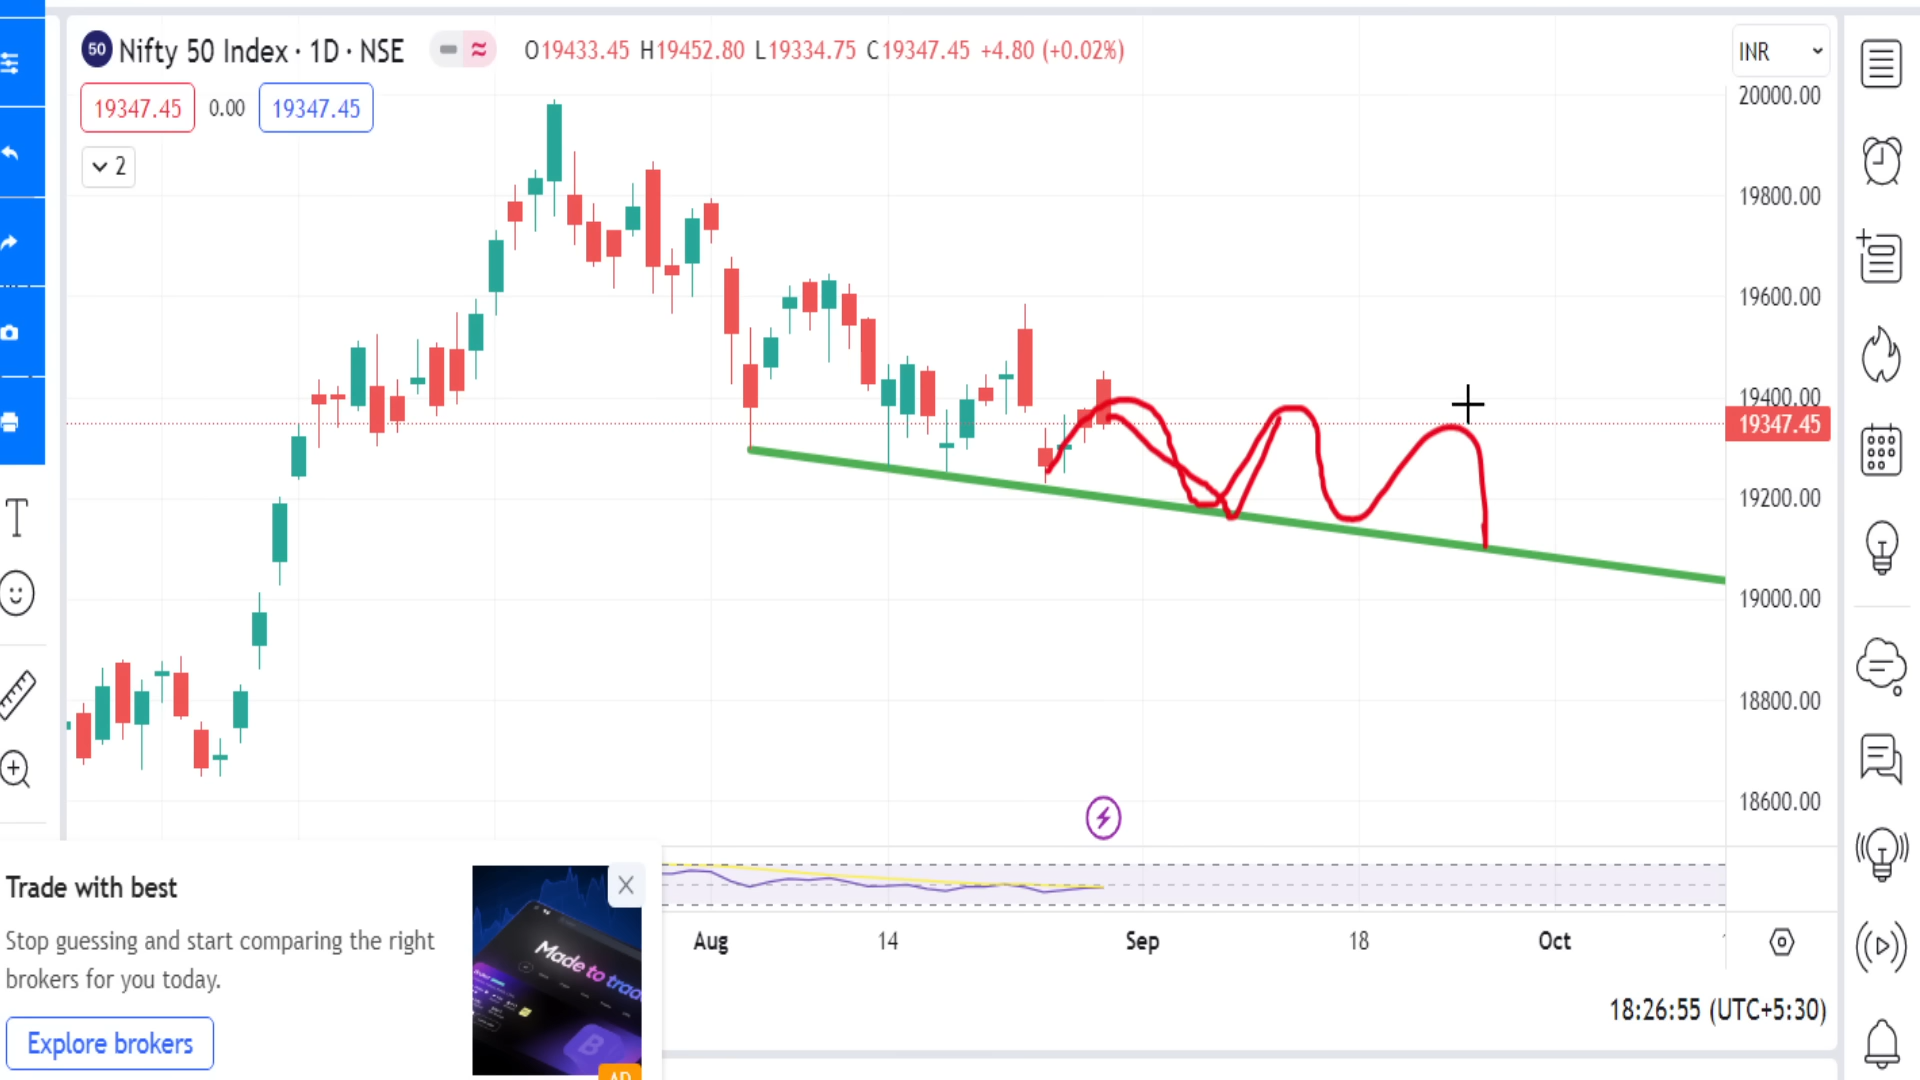 50 Nifty 50 Index · 1D · NSE O19433.45 H19452.80 L19334.75 C19347.45 +4.80 (+0.02%)
INR
19347.45 0.00 19347.45
2
20000.00
19800.00
19600.00
19400.00
19347.45
19200.00
19000.00
18800.00
18600.00
Aug 14 Sep 18 Oct
18:26:55 (UTC+5:30)
Trade with best
Stop guessing and start comparing the right
brokers for you today.
Explore brokers
Made to trad
B
AD